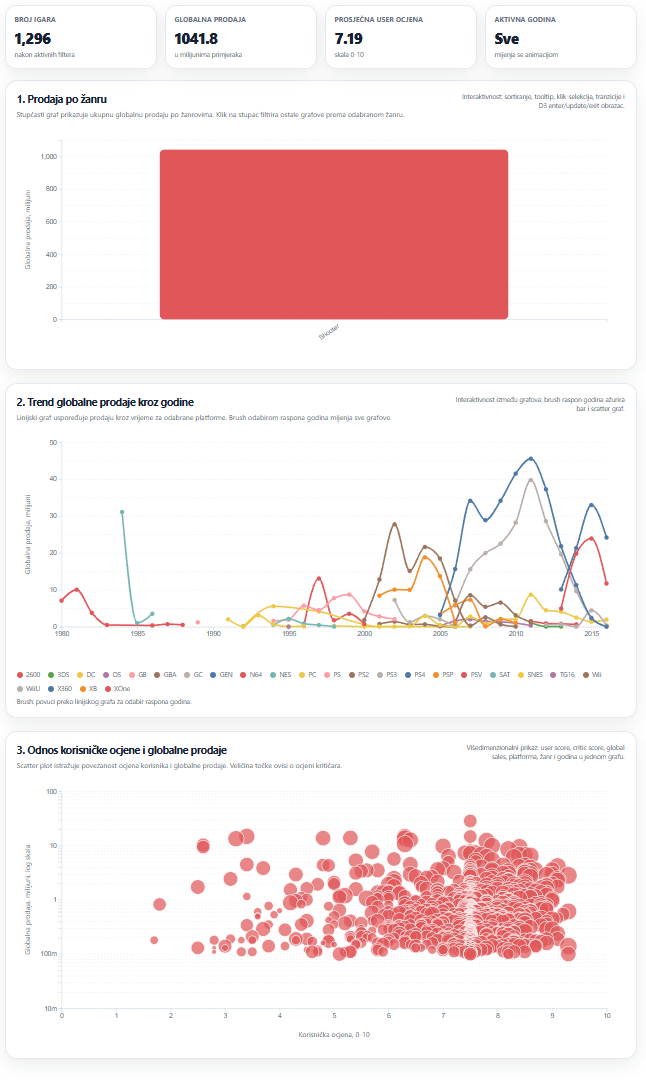 BROJ IGARA
1,296
nakon aktivnih filtera
GLOBALNA PRODAJA
1041.8
u milijunima primjeraka
PROSJEČNA USER OCJENA
7.19
skala 0-10
AKTIVNA GODINA
Sve
mijenja se animacijom
1. Prodaja po žanru
Interaktivnost: sortiranje, tooltip, klik-selekcija, tranzicije i
D3 enter/update/exit obrazac.
Stupčasti graf prikazuje ukupnu globalnu prodaju po žanrovima. Klik na stupac filtrira ostale grafove prema odabranom žanru.
Globalna prodaja, milijuni
1,000
800
600
400
200
0
Shooter
2. Trend globalne prodaje kroz godine
Interaktivnost između grafova: brush raspon godina ažurira
bar i scatter graf.
Linijski graf uspoređuje prodaju kroz vrijeme za odabrane platforme. Brush odabirom raspona godina mijenja sve grafove.
Globalna prodaja, milijuni
50
40
30
20
10
0
1980 1985 1990 1995 2000 2005 2010 2015
2600 3DS DC DS GB GBA GC GEN N64 NES PC PS PS2 PS3 PS4 PSP PSV SAT SNES TG16 Wii
WiiU X360 XB XOne
Brush: povuci preko linijskog grafa za odabir raspona godina.
3. Odnos korisničke ocjene i globalne prodaje
Višedimenzionalni prikaz: user score, critic score, global
sales, platforma, žanr i godina u jednom grafu.
Scatter plot istražuje povezanost ocjena korisnika i globalne prodaje. Veličina točke ovisi o ocjeni kritičara.
Globalna prodaja, milijuni, log skala
100
10
1
100m
10m
0 1 2 3 4 5 6 7 8 9 10
Korisnička ocjena, 0-10